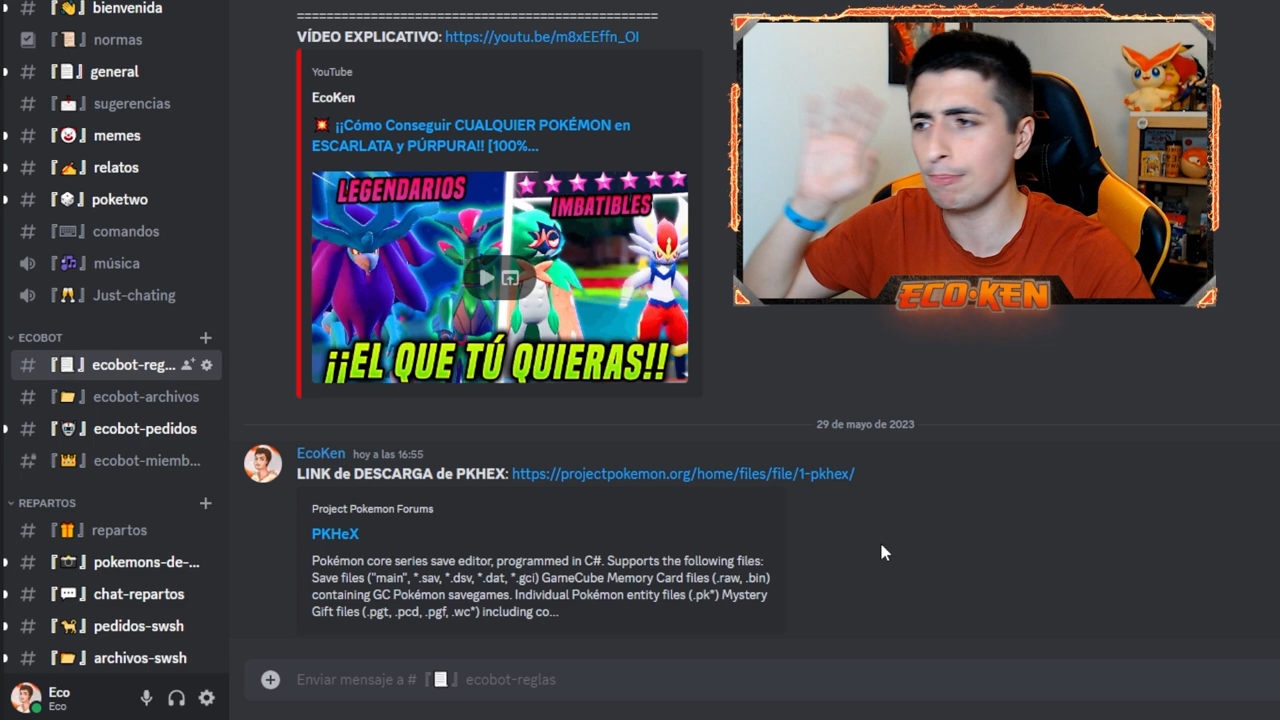 bienvenida
normas
general
sugerencias
memes
relatos
poketwo
comandos
música
Just-chating
ECOBOT
ecobot-reg...
ecobot-archivos
ecobot-pedidos
ecobot-miemb...
REPARTOS
repartos
pokemons-de-...
chat-repartos
pedidos-swsh
archivos-swsh
Eco
Eco
============================================
VÍDEO EXPLICATIVO: https://youtu.be/m8xEEffn_OI
YouTube
EcoKen
💥 ¡¡Cómo Conseguir CUALQUIER POKÉMON en
ESCARLATA y PÚRPURA!! [100%...
LEGENDARIOS
IMBATIBLES
¡¡EL QUE TÚ QUIERAS!!
ECO·KEN
29 de mayo de 2023
EcoKen hoy a las 16:55
LINK de DESCARGA de PKHEX: https://projectpokemon.org/home/files/file/1-pkhex/
Project Pokemon Forums
PKHeX
Pokémon core series save editor, programmed in C#. Supports the following files:
Save files ("main", *.sav, *.dsv, *.dat, *.gci) GameCube Memory Card files (.raw, .bin)
containing GC Pokémon savegames. Individual Pokémon entity files (.pk*) Mystery
Gift files (.pgt, .pcd, .pgf, .wc*) including co...
Enviar mensaje a # 『📃』 ecobot-reglas